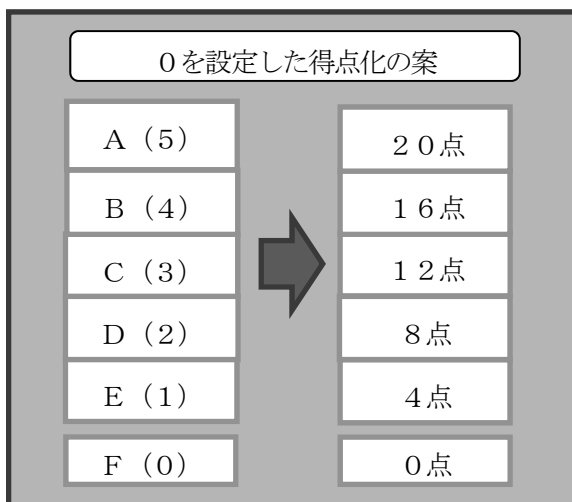 ０を設定した得点化の案
Ａ（５）
２０点
Ｂ（４）
１６点
Ｃ（３）
１２点
Ｄ（２）
８点
Ｅ（１）
４点
Ｆ（０）
０点